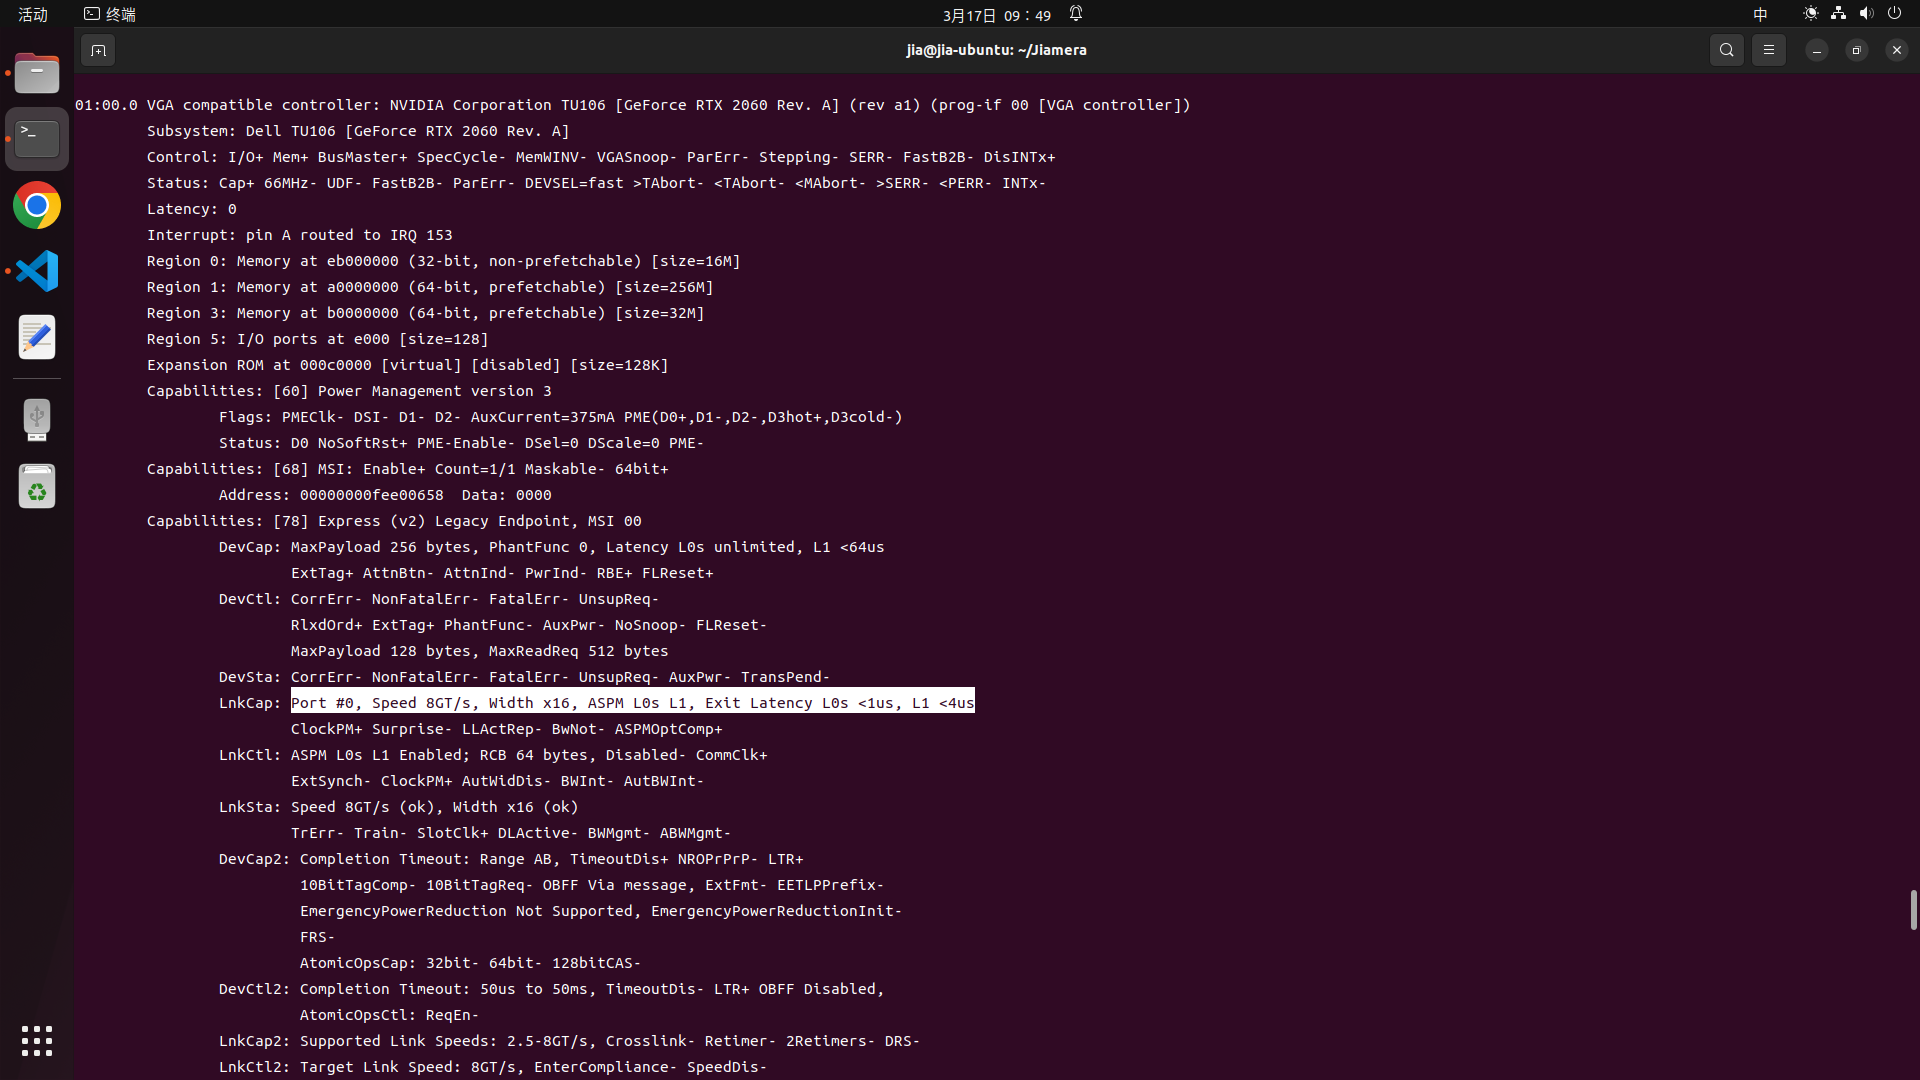 活动 终端 3月17日 09：49 中
jia@jia-ubuntu: ~/Jiamera
01:00.0 VGA compatible controller: NVIDIA Corporation TU106 [GeForce RTX 2060 Rev. A] (rev a1) (prog-if 00 [VGA controller])
Subsystem: Dell TU106 [GeForce RTX 2060 Rev. A]
Control: I/O+ Mem+ BusMaster+ SpecCycle- MemWINV- VGASnoop- ParErr- Stepping- SERR- FastB2B- DisINTx+
Status: Cap+ 66MHz- UDF- FastB2B- ParErr- DEVSEL=fast >TAbort- <TAbort- <MAbort- >SERR- <PERR- INTx-
Latency: 0
Interrupt: pin A routed to IRQ 153
Region 0: Memory at eb000000 (32-bit, non-prefetchable) [size=16M]
Region 1: Memory at a0000000 (64-bit, prefetchable) [size=256M]
Region 3: Memory at b0000000 (64-bit, prefetchable) [size=32M]
Region 5: I/O ports at e000 [size=128]
Expansion ROM at 000c0000 [virtual] [disabled] [size=128K]
Capabilities: [60] Power Management version 3
Flags: PMEClk- DSI- D1- D2- AuxCurrent=375mA PME(D0+,D1-,D2-,D3hot+,D3cold-)
Status: D0 NoSoftRst+ PME-Enable- DSel=0 DScale=0 PME-
Capabilities: [68] MSI: Enable+ Count=1/1 Maskable- 64bit+
Address: 00000000fee00658  Data: 0000
Capabilities: [78] Express (v2) Legacy Endpoint, MSI 00
DevCap: MaxPayload 256 bytes, PhantFunc 0, Latency L0s unlimited, L1 <64us
ExtTag+ AttnBtn- AttnInd- PwrInd- RBE+ FLReset+
DevCtl: CorrErr- NonFatalErr- FatalErr- UnsupReq-
RlxdOrd+ ExtTag+ PhantFunc- AuxPwr- NoSnoop- FLReset-
MaxPayload 128 bytes, MaxReadReq 512 bytes
DevSta: CorrErr- NonFatalErr- FatalErr- UnsupReq- AuxPwr- TransPend-
LnkCap: Port #0, Speed 8GT/s, Width x16, ASPM L0s L1, Exit Latency L0s <1us, L1 <4us
ClockPM+ Surprise- LLActRep- BwNot- ASPMOptComp+
LnkCtl: ASPM L0s L1 Enabled; RCB 64 bytes, Disabled- CommClk+
ExtSynch- ClockPM+ AutWidDis- BWInt- AutBWInt-
LnkSta: Speed 8GT/s (ok), Width x16 (ok)
TrErr- Train- SlotClk+ DLActive- BWMgmt- ABWMgmt-
DevCap2: Completion Timeout: Range AB, TimeoutDis+ NROPrPrP- LTR+
10BitTagComp- 10BitTagReq- OBFF Via message, ExtFmt- EETLPPrefix-
EmergencyPowerReduction Not Supported, EmergencyPowerReductionInit-
FRS-
AtomicOpsCap: 32bit- 64bit- 128bitCAS-
DevCtl2: Completion Timeout: 50us to 50ms, TimeoutDis- LTR+ OBFF Disabled,
AtomicOpsCtl: ReqEn-
LnkCap2: Supported Link Speeds: 2.5-8GT/s, Crosslink- Retimer- 2Retimers- DRS-
LnkCtl2: Target Link Speed: 8GT/s, EnterCompliance- SpeedDis-